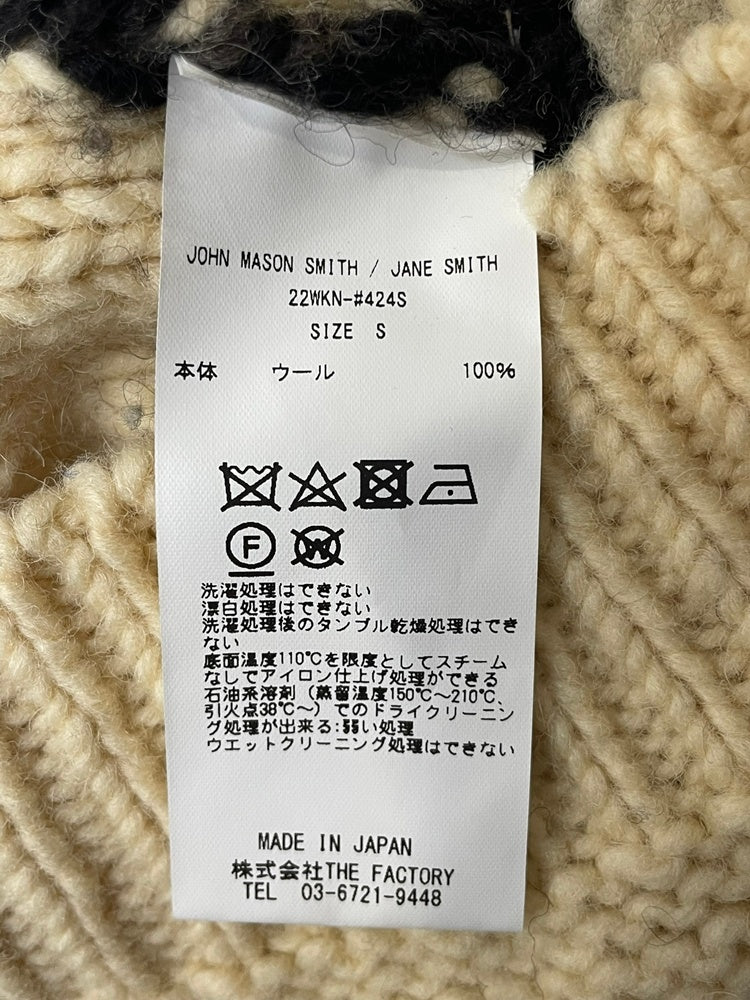 JOHN MASON SMITH / JANE SMITH
22WKN-#424S
SIZE S
本体 ウール 100%
F
W
洗濯処理はできない
漂白処理はできない
洗濯処理後のタンブル乾燥処理はでき
ない
底面温度110℃を限度としてスチーム
なしでアイロン仕上げ処理ができる
石油系溶剤（蒸留温度150℃〜210℃、
引火点38℃〜）でのドライクリーニン
グ処理が出来る:弱い処理
ウエットクリーニング処理はできない
MADE IN JAPAN
株式会社THE FACTORY
TEL 03-6721-9448